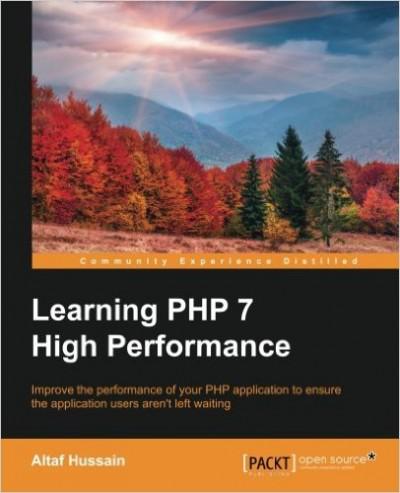 Community Experience Distilled
Learning PHP 7
High Performance
Improve the performance of your PHP application to ensure
the application users aren't left waiting
Altaf Hussain
[PACKT] open source*
PUBLISHING